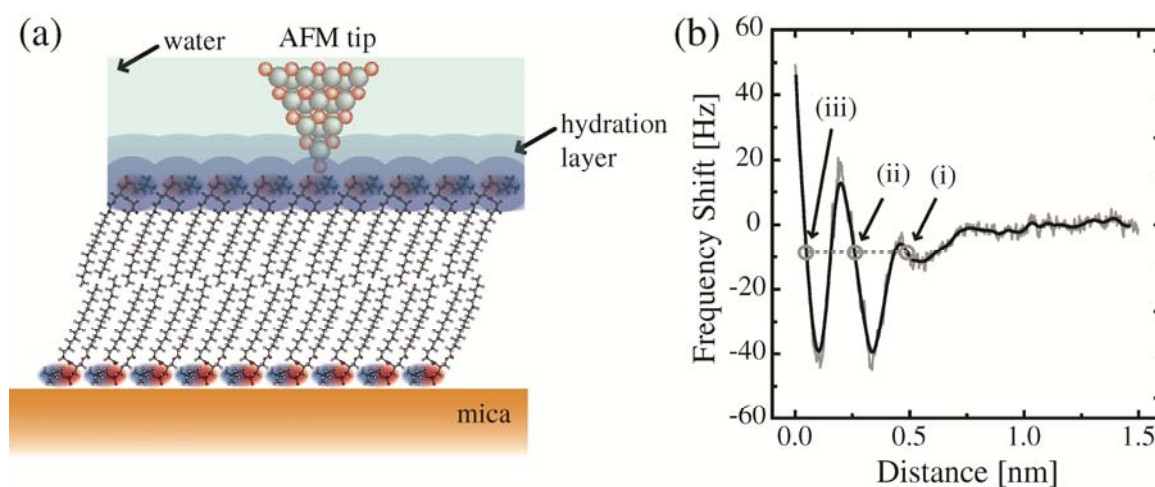 (a)
water
AFM tip
hydration
layer
mica
(b)
Frequency Shift [Hz]
60
40
20
0
-20
-40
-60
(iii)
(ii)
(i)
0.0 0.5 1.0 1.5
Distance [nm]